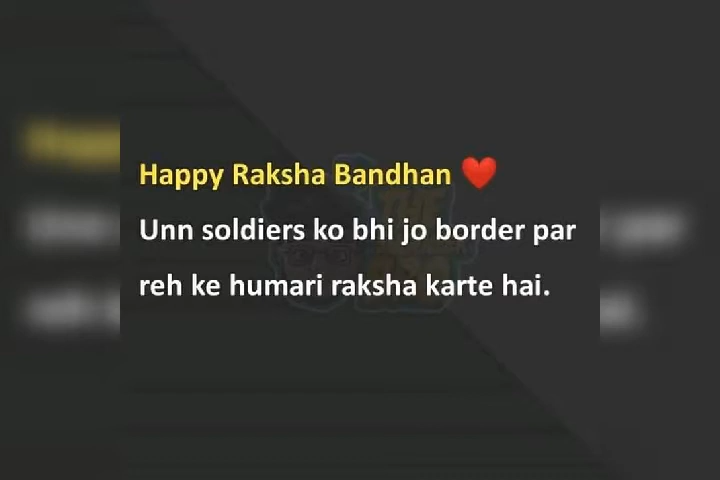 Happy Raksha Bandhan ❤️
Unn soldiers ko bhi jo border par
reh ke humari raksha karte hai.